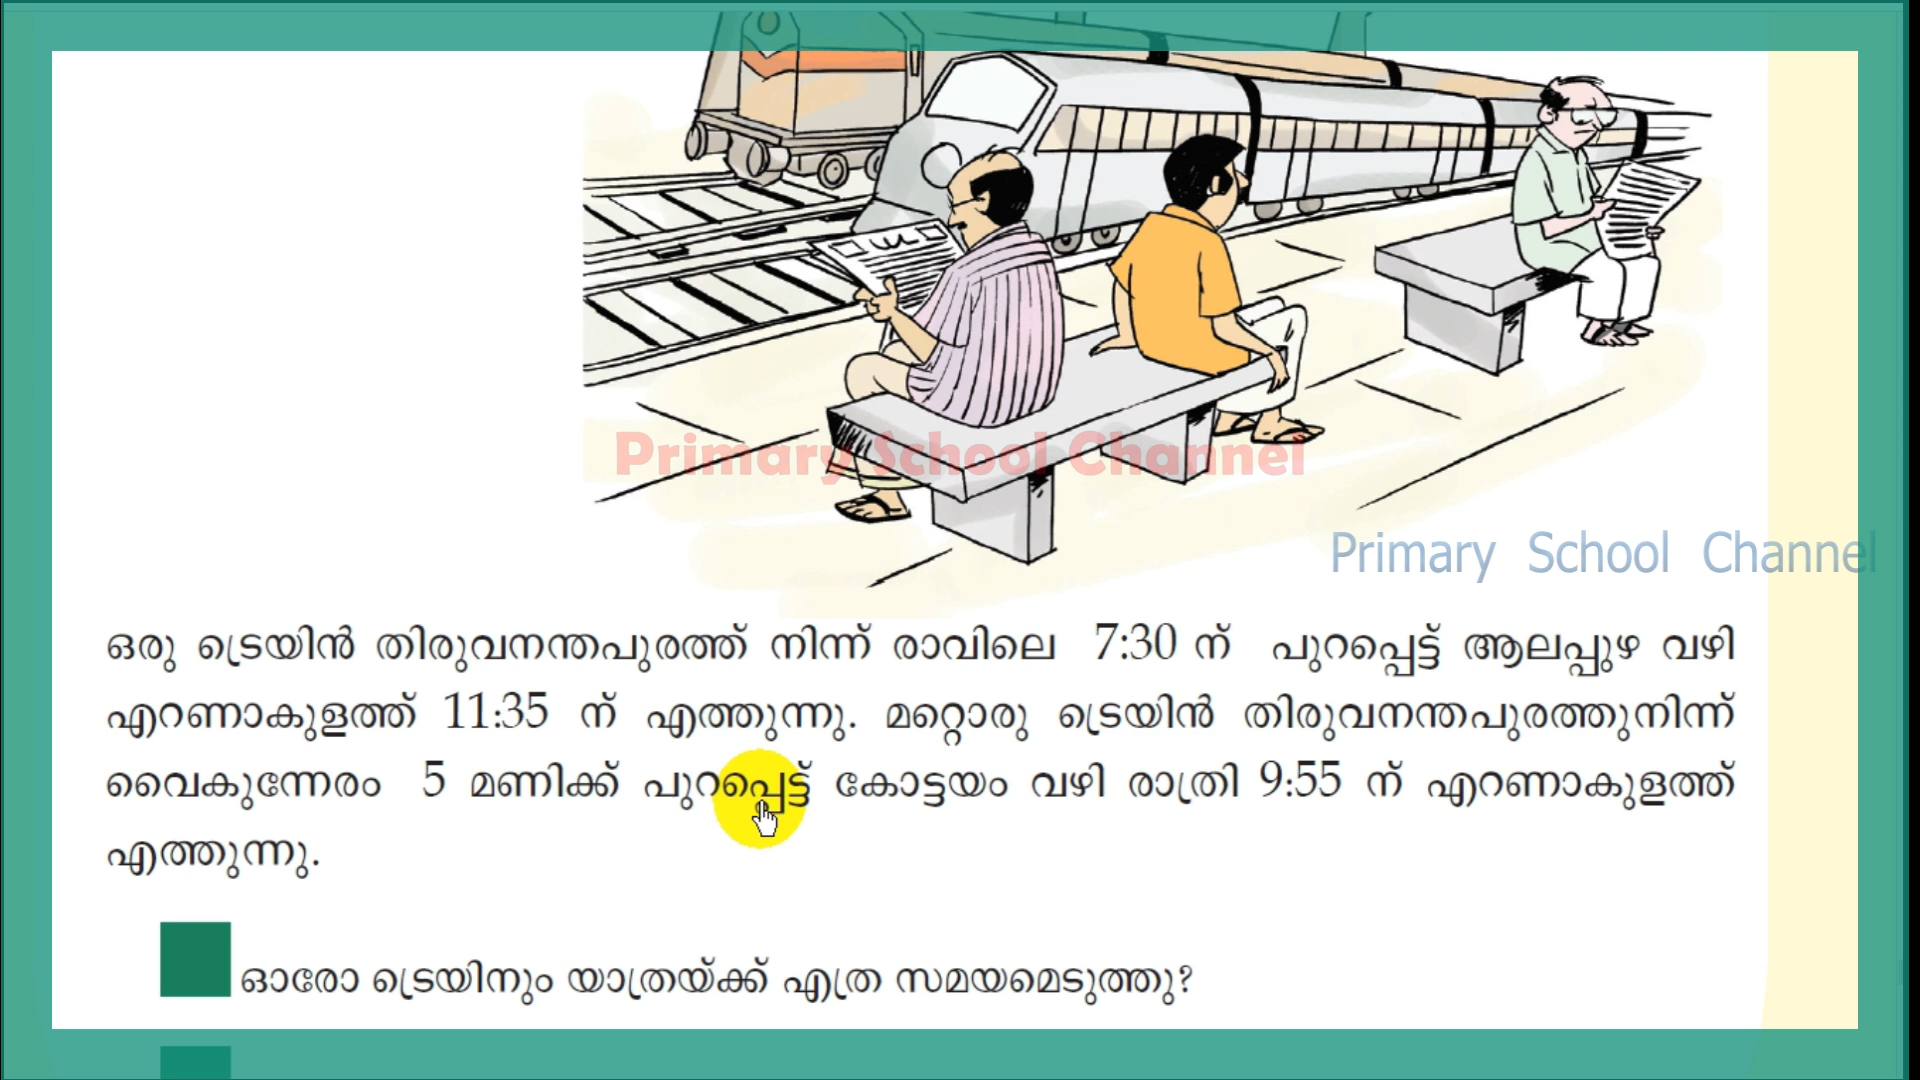 Primary School Channel
Primary School Channel
ഒരു ട്രെയിൻ തിരുവനന്തപുരത്ത് നിന്ന് രാവിലെ 7:30 ന് പുറപ്പെട്ട് ആലപ്പുഴ വഴി
എറണാകുളത്ത് 11:35 ന് എത്തുന്നു. മറ്റൊരു ട്രെയിൻ തിരുവനന്തപുരത്തുനിന്ന്
വൈകുന്നേരം 5 മണിക്ക് പുറപ്പെട്ട് കോട്ടയം വഴി രാത്രി 9:55 ന് എറണാകുളത്ത്
എത്തുന്നു.
ഓരോ ട്രെയിനും യാത്രയ്ക്ക് എത്ര സമയമെടുത്തു?